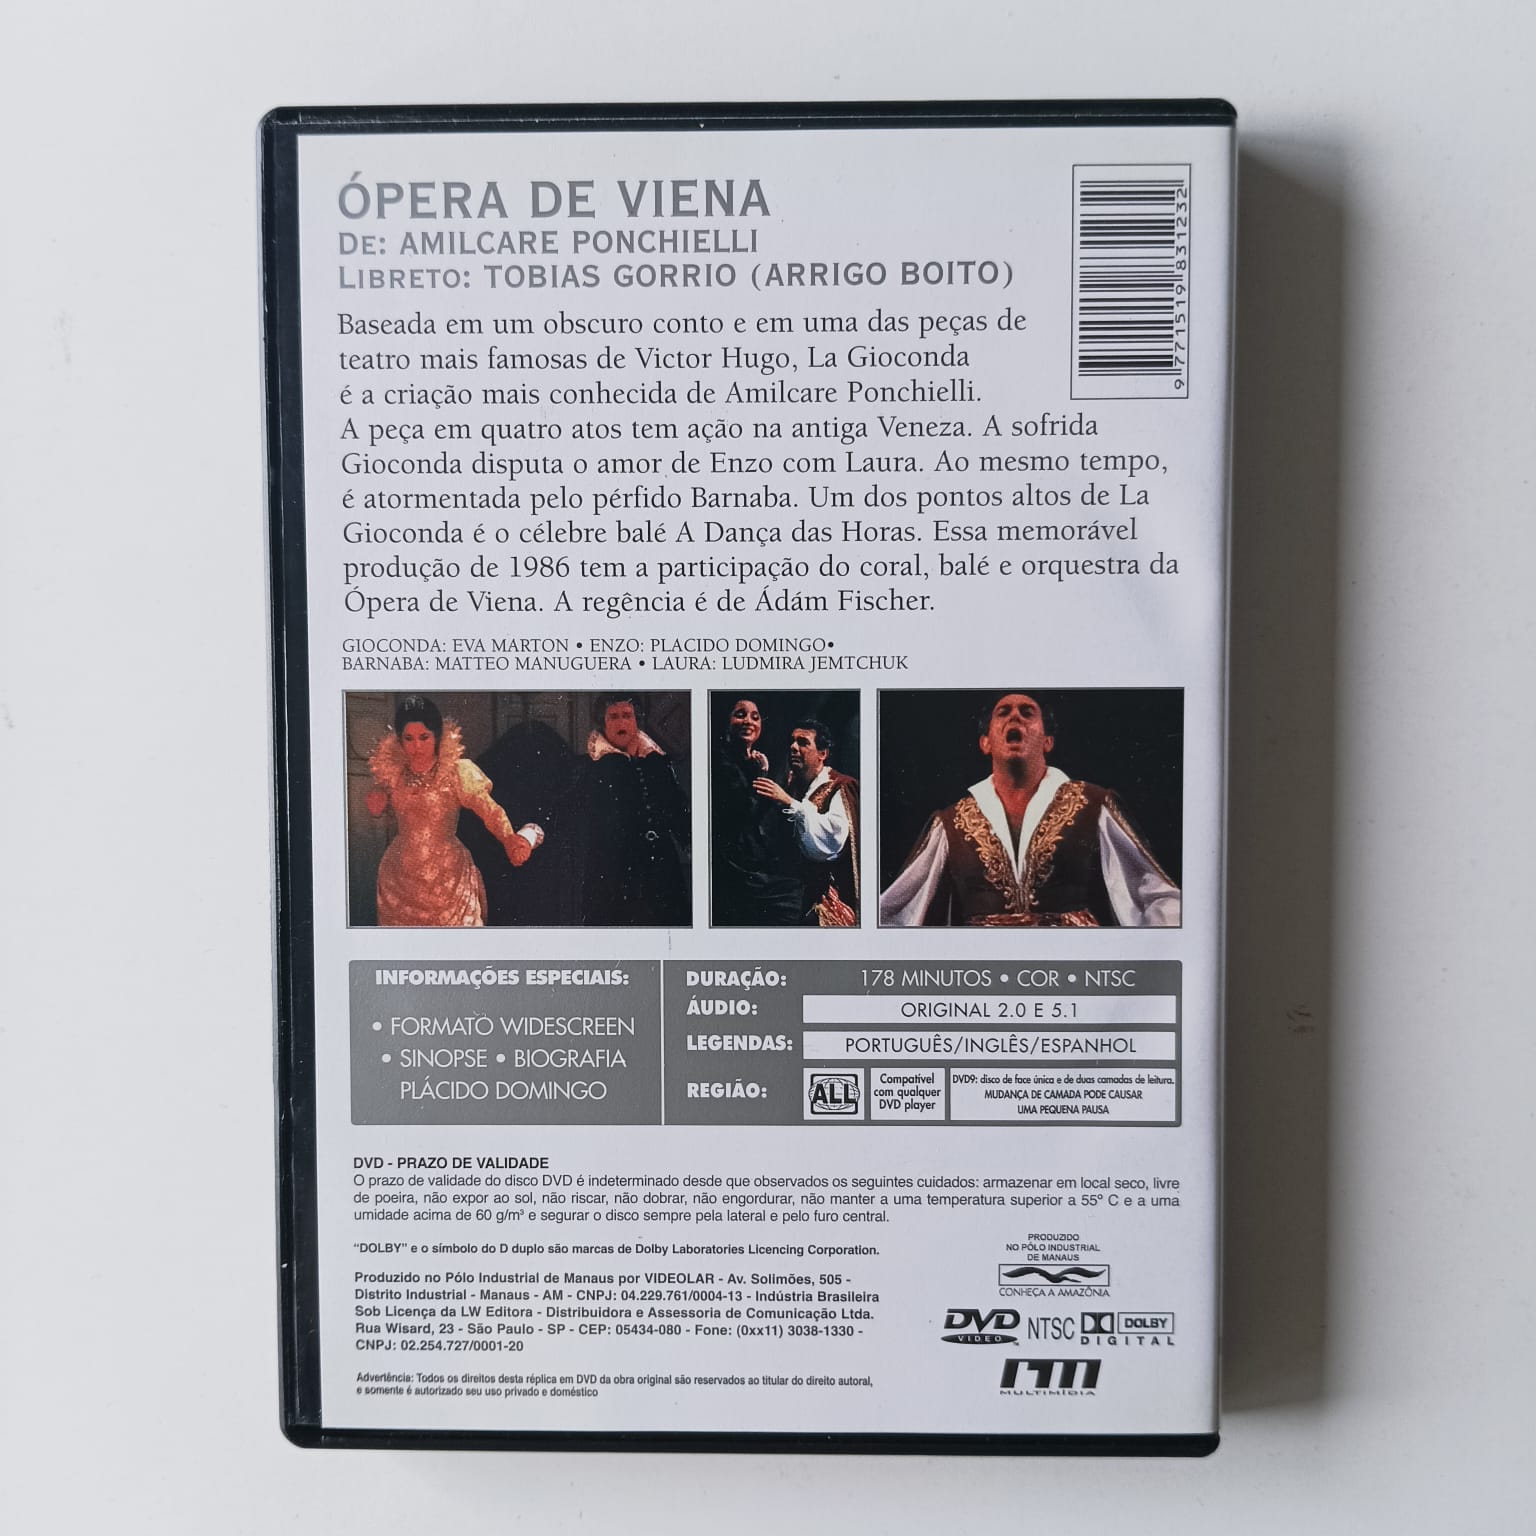 ÓPERA DE VIENA
DE: AMILCARE PONCHIELLI
LIBRETO: TOBIAS GORRIO (ARRIGO BOITO)
Baseada em um obscuro conto e em uma das peças de
teatro mais famosas de Victor Hugo, La Gioconda
é a criação mais conhecida de Amilcare Ponchielli.
A peça em quatro atos tem ação na antiga Veneza. A sofrida
Gioconda disputa o amor de Enzo com Laura. Ao mesmo tempo,
é atormentada pelo pérfido Barnaba. Um dos pontos altos de La
Gioconda é o célebre balé A Dança das Horas. Essa memorável
produção de 1986 tem a participação do coral, balé e orquestra da
Ópera de Viena. A regência é de Ádám Fischer.
9 771519 831232
GIOCONDA: EVA MARTON • ENZO: PLACIDO DOMINGO•
BARNABA: MATTEO MANUGUERA • LAURA: LUDMIRA JEMTCHUK
INFORMAÇÕES ESPECIAIS:
• FORMATO WIDESCREEN
• SINOPSE • BIOGRAFIA
PLÁCIDO DOMINGO
DURAÇÃO: 178 MINUTOS • COR • NTSC
ÁUDIO: ORIGINAL 2.0 E 5.1
LEGENDAS: PORTUGUÊS/INGLÊS/ESPANHOL
REGIÃO: ALL
Compatível
com qualquer
DVD player
DVD9: disco de face única e de duas camadas de leitura.
MUDANÇA DE CAMADA PODE CAUSAR
UMA PEQUENA PAUSA
DVD - PRAZO DE VALIDADE
O prazo de validade do disco DVD é indeterminado desde que observados os seguintes cuidados: armazenar em local seco, livre
de poeira, não expor ao sol, não riscar, não dobrar, não engordurar, não manter a uma temperatura superior a 55º C e a uma
umidade acima de 60 g/m³ e segurar o disco sempre pela lateral e pelo furo central.
"DOLBY" e o símbolo do D duplo são marcas de Dolby Laboratories Licencing Corporation.
Produzido no Pólo Industrial de Manaus por VIDEOLAR - Av. Solimões, 505 -
Distrito Industrial - Manaus - AM - CNPJ: 04.229.761/0004-13 - Indústria Brasileira
Sob Licença da LW Editora - Distribuidora e Assessoria de Comunicação Ltda.
Rua Wisard, 23 - São Paulo - SP - CEP: 05434-080 - Fone: (0xx11) 3038-1330 -
CNPJ: 02.254.727/0001-20
Advertência: Todos os direitos desta réplica em DVD da obra original são reservados ao titular do direito autoral,
e somente é autorizado seu uso privado e doméstico
PRODUZIDO
NO PÓLO INDUSTRIAL
DE MANAUS
CONHEÇA A AMAZÔNIA
DVD
VIDEO
NTSC
DOLBY
DIGITAL
MULTIMÍDIA